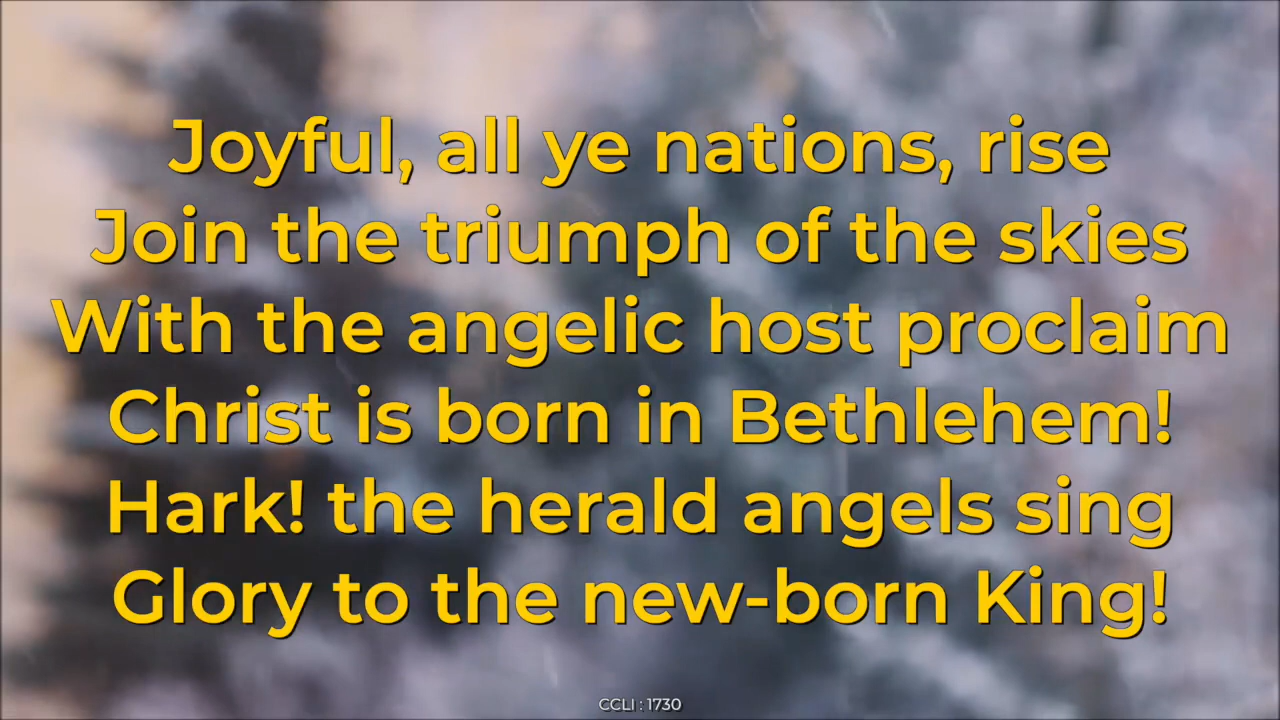 Joyful, all ye nations, rise
Join the triumph of the skies
With the angelic host proclaim
Christ is born in Bethlehem!
Hark! the herald angels sing
Glory to the new-born King!
CCLI : 1730